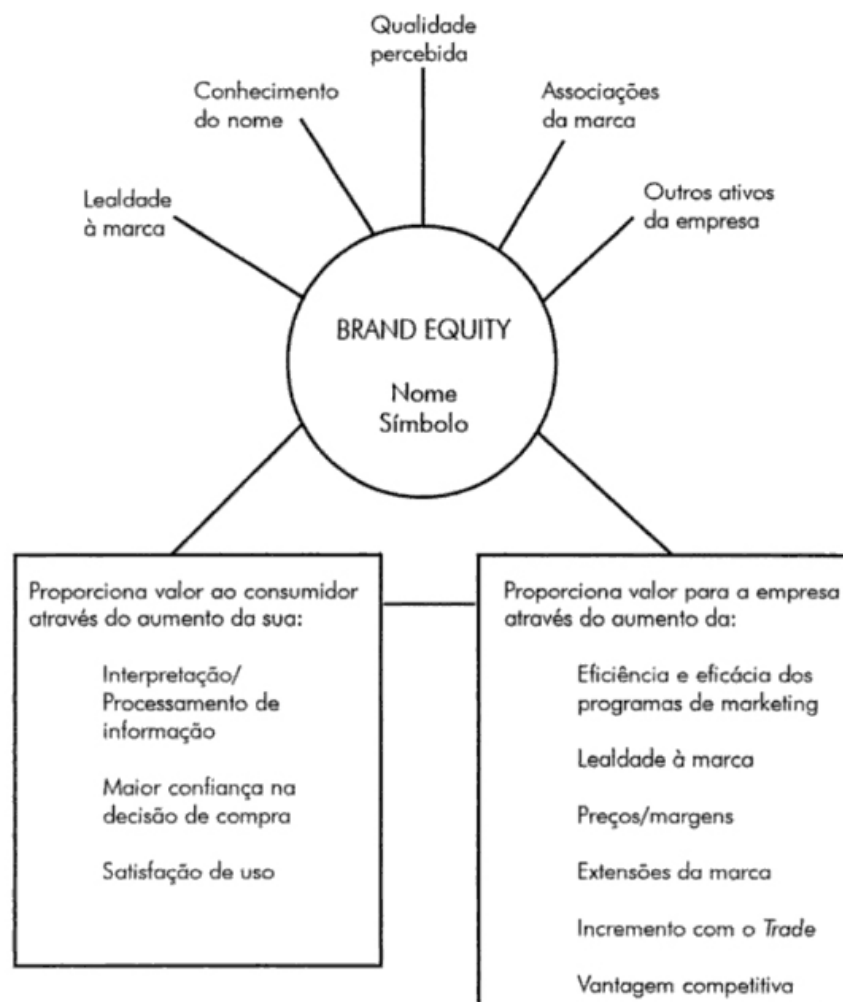 Qualidade
percebida
Conhecimento
do nome
Associações
da marca
Lealdade
à marca
Outros ativos
da empresa
BRAND EQUITY
Nome
Símbolo
Proporciona valor ao consumidor
através do aumento da sua:
Interpretação/
Processamento de
informação
Maior confiança na
decisão de compra
Satisfação de uso
Proporciona valor para a empresa
através do aumento da:
Eficiência e eficácia dos
programas de marketing
Lealdade à marca
Preços/margens
Extensões da marca
Incremento com o Trade
Vantagem competitiva